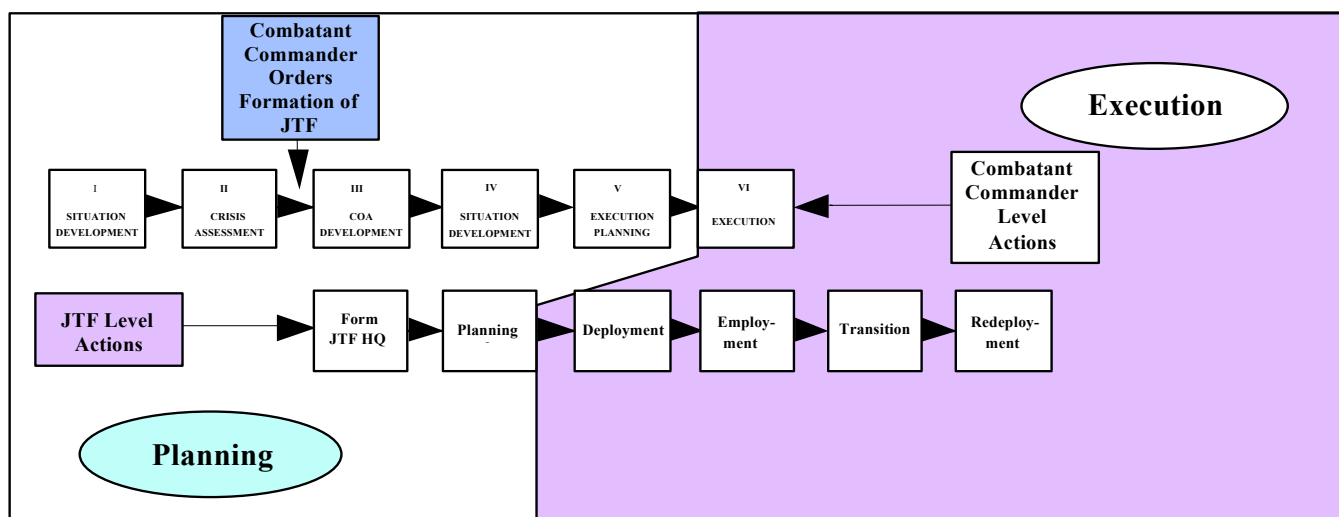 Combatant
Commander
Orders
Formation of
JTF
Execution
I
SITUATION
DEVELOPMENT
II
CRISIS
ASSESSMENT
III
COA
DEVELOPMENT
IV
SITUATION
DEVELOPMENT
V
EXECUTION
PLANNING
VI
EXECUTION
Combatant
Commander
Level
Actions
JTF Level
Actions
Form
JTF HQ
Planning
Deployment
Employ-
ment
Transition
Redeploy-
ment
Planning